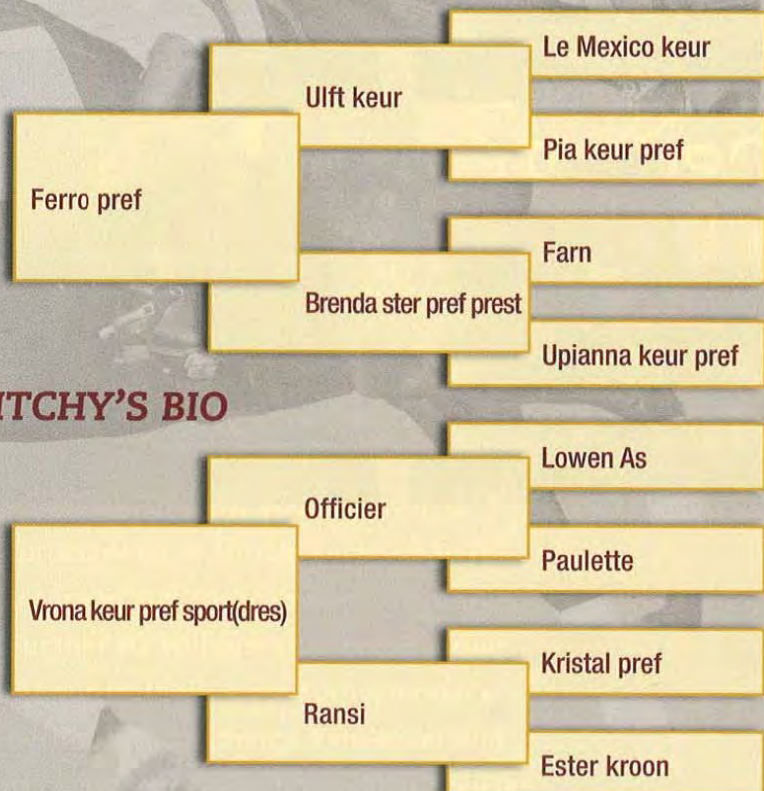 Le Mexico keur
Ulft keur
Pia keur pref
Ferro pref
Farn
Brenda ster pref prest
Upianna keur pref
ITCHY'S BIO
Lowen As
Officier
Paulette
Vrona keur pref sport(dres)
Kristal pref
Ransi
Ester kroon